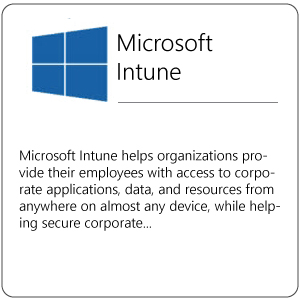 Microsoft
Intune
Microsoft Intune helps organizations pro-
vide their employees with access to corpo-
rate applications, data, and resources from
anywhere on almost any device, while help-
ing secure corporate...